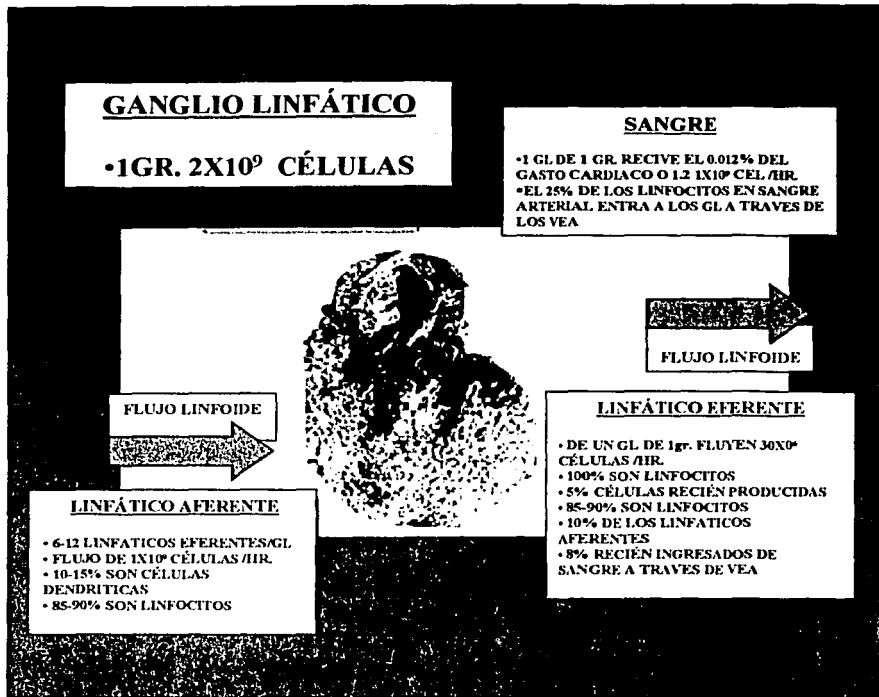 GANGLIO LINFÁTICO
•1GR. 2X10⁹ CÉLULAS
SANGRE
•1 GL DE 1 GR. RECIVE EL 0.012% DEL
GASTO CARDIACO O 1.2 1X10⁹ CEL /HR.
•EL 25% DE LOS LINFOCITOS EN SANGRE
ARTERIAL ENTRA A LOS GL A TRAVES DE
LOS VEA
FLUJO LINFOIDE
FLUJO LINFOIDE
LINFÁTICO AFERENTE
• 6-12 LINFATICOS EFERENTES/GL
• FLUJO DE 1X10⁶ CÉLULAS /HR.
• 10-15% SON CÉLULAS
DENDRITICAS
• 85-90% SON LINFOCITOS
LINFÁTICO EFERENTE
• DE UN GL DE 1gr. FLUYEN 30X10⁶
CÉLULAS /HR.
• 100% SON LINFOCITOS
• 5% CÉLULAS RECIÉN PRODUCIDAS
• 85-90% SON LINFOCITOS
• 10% DE LOS LINFATICOS
AFERENTES
• 8% RECIÉN INGRESADOS DE
SANGRE A TRAVES DE VEA